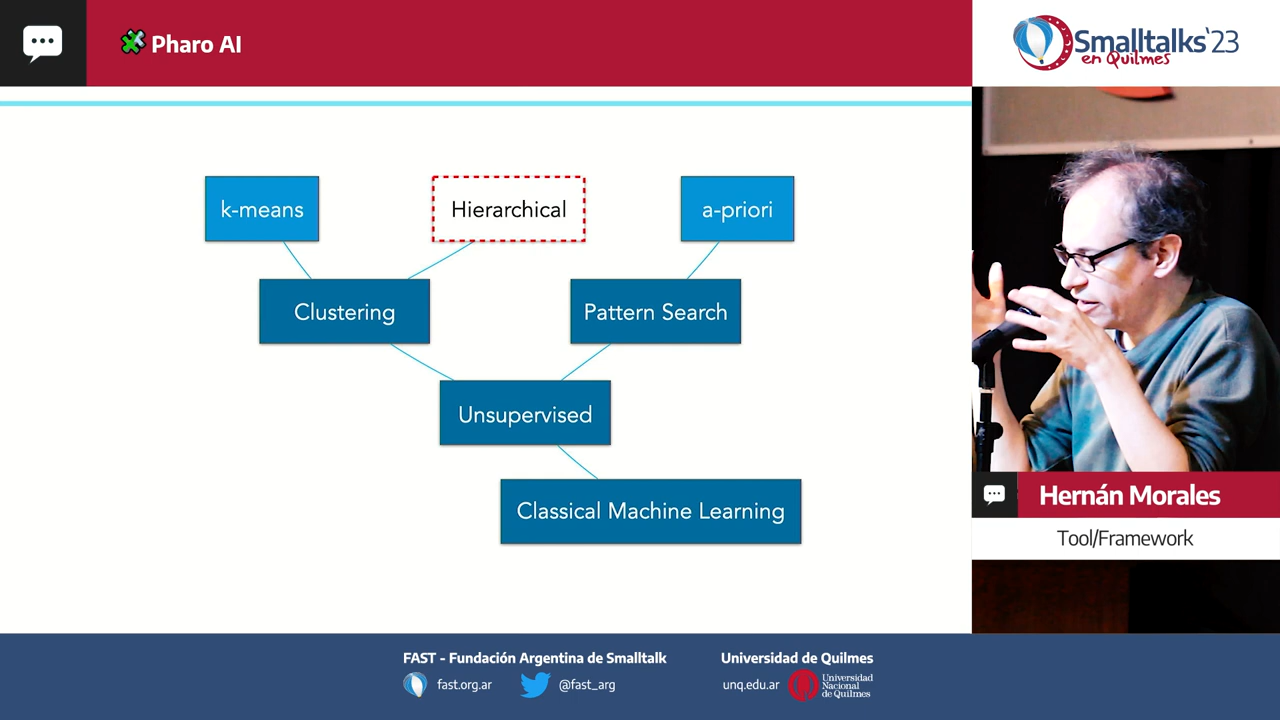 Pharo AI
Smalltalks'23
en Quilmes
k-means
Hierarchical
a-priori
Clustering
Pattern Search
Unsupervised
Classical Machine Learning
Hernán Morales
Tool/Framework
FAST - Fundación Argentina de Smalltalk
fast.org.ar
@fast_arg
Universidad de Quilmes
unq.edu.ar
Universidad
Nacional
de Quilmes